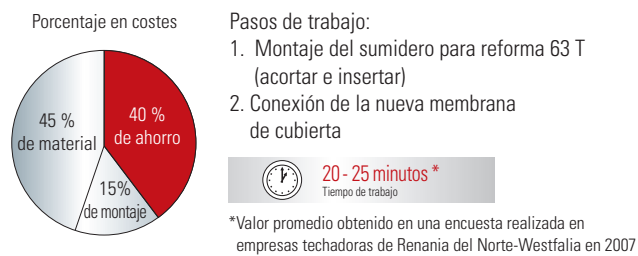 Porcentaje en costes
45 %
de material
40 %
de ahorro
15%
de montaje
Pasos de trabajo:
1. Montaje del sumidero para reforma 63 T
(acortar e insertar)
2. Conexión de la nueva membrana
de cubierta
20 - 25 minutos *
Tiempo de trabajo
*Valor promedio obtenido en una encuesta realizada en
empresas techadoras de Renania del Norte-Westfalia en 2007